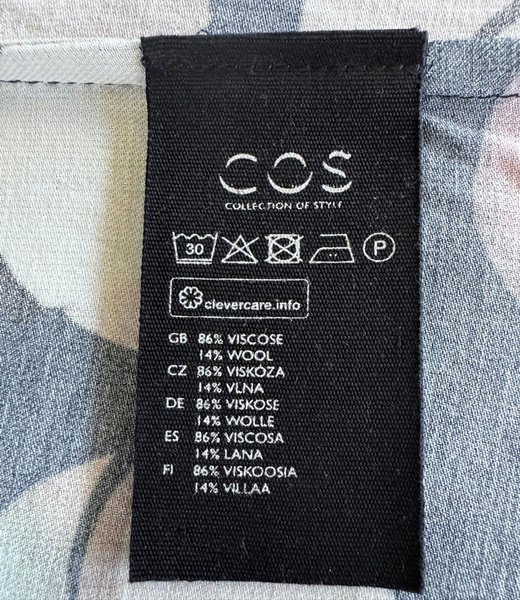 COS
COLLECTION OF STYLE
30 P
clevercare.info
GB 86% VISCOSE
14% WOOL
CZ 86% VISKÓZA
14% VLNA
DE 86% VISKOSE
14% WOLLE
ES 86% VISCOSA
14% LANA
FI 86% VISKOOSIA
14% VILLAA